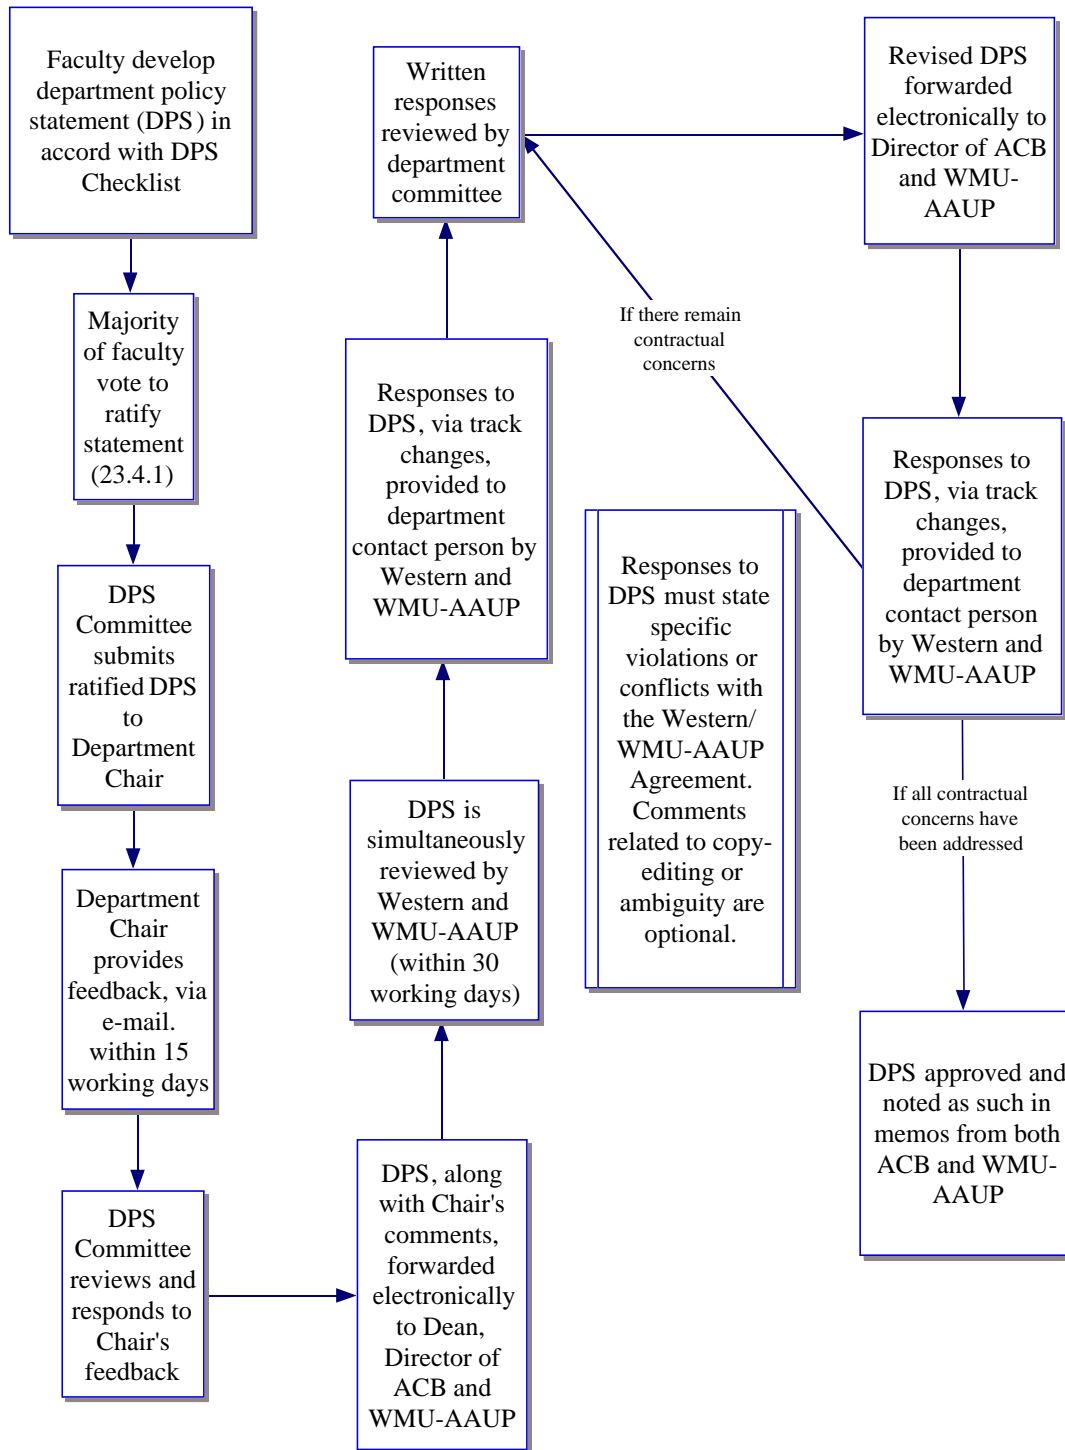 Faculty develop
department policy
statement (DPS) in
accord with DPS
Checklist
Majority
of faculty
vote to
ratify
statement
(23.4.1)
DPS
Committee
submits
ratified DPS
to
Department
Chair
Department
Chair
provides
feedback, via
e-mail.
within 15
working days
DPS
Committee
reviews and
responds to
Chair's
feedback
DPS, along
with Chair's
comments,
forwarded
electronically
to Dean,
Director of
ACB and
WMU-AAUP
DPS is
simultaneously
reviewed by
Western and
WMU-AAUP
(within 30
working days)
Responses to
DPS, via track
changes,
provided to
department
contact person by
Western and
WMU-AAUP
Written
responses
reviewed by
department
committee
Revised DPS
forwarded
electronically to
Director of ACB
and WMU-
AAUP
If there remain
contractual
concerns
Responses to
DPS, via track
changes,
provided to
department
contact person
by Western and
WMU-AAUP
Responses to
DPS must state
specific
violations or
conflicts with
the Western/
WMU-AAUP
Agreement.
Comments
related to copy-
editing or
ambiguity are
optional.
If all contractual
concerns have
been addressed
DPS approved and
noted as such in
memos from both
ACB and WMU-
AAUP